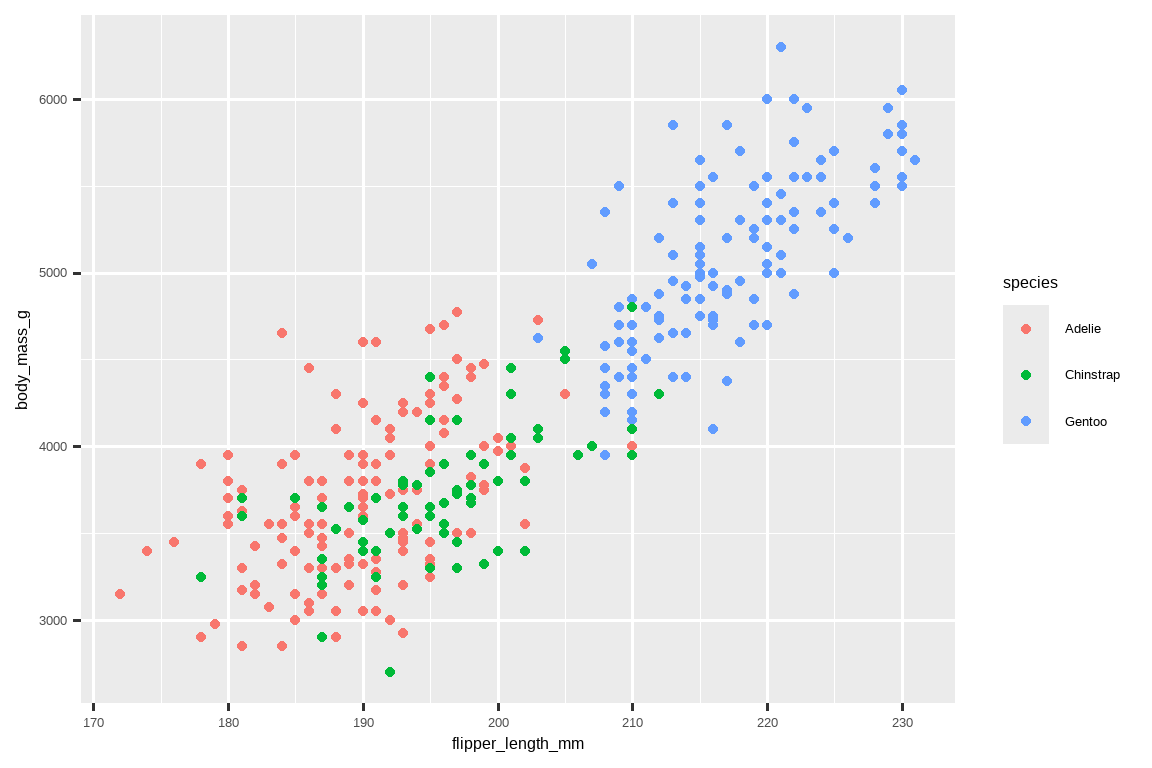 6000
5000
4000
3000
body_mass_g
170 180 190 200 210 220 230
flipper_length_mm
species
Adelie
Chinstrap
Gentoo